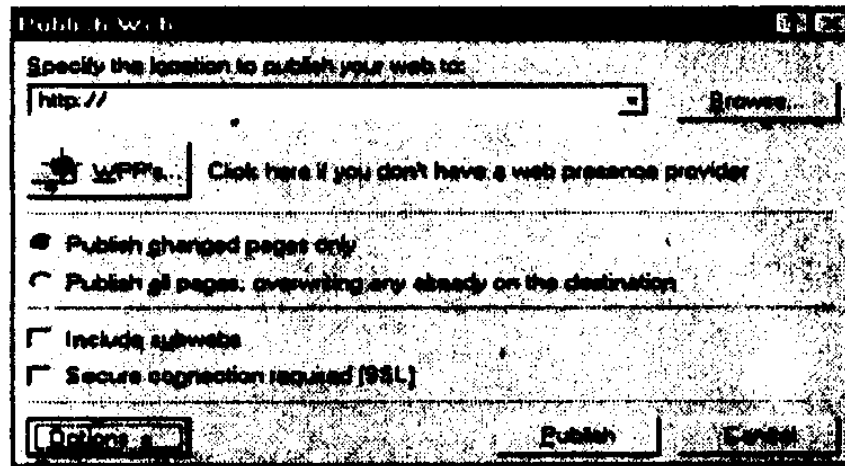 Publish Web
Specify the location to publish your web to:
http://
Browse...
WPP's... Click here if you don't have a web presence provider
Publish changed pages only
Publish all pages, overwriting any already on the destination
Include subwebs
Secure connection required (SSL)
Options Publish Cancel